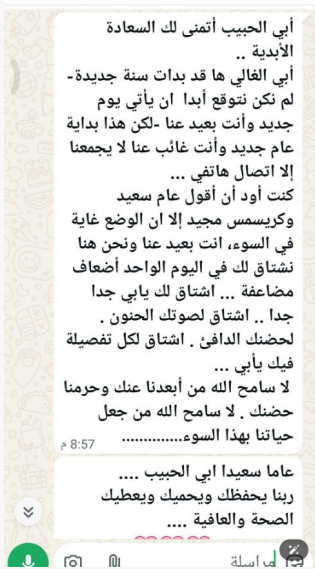 أبي الحبيب أتمنى لك السعادة
الأبدية ..
أبي الغالي ها قد بدات سنة جديدة-
لم نكن نتوقع أبدا ان يأتي يوم
جديد وأنت بعيد عنا -لكن هذا بداية
عام جديد وأنت غائب عنا لا يجمعنا
إلا اتصال هاتفي ...
كنت أود أن أقول عام سعيد
وكريسمس مجيد إلا ان الوضع غاية
في السوء، انت بعيد عنا ونحن هنا
نشتاق لك في اليوم الواحد أضعاف
مضاعفة ... اشتاق لك يابي جدا
جدا .. اشتاق لصوتك الحنون .
لحضنك الدافئ . اشتاق لكل تفصيلة
فيك يأبي ...
لا سامح الله من أبعدنا عنك وحرمنا
حضنك . لا سامح الله من جعل
حياتنا بهذا السوء..............
8:57 م
عاما سعيدا ابي الحبيب ....
ربنا يحفظك ويحميك ويعطيك
الصحة والعافية ....
مراسلة